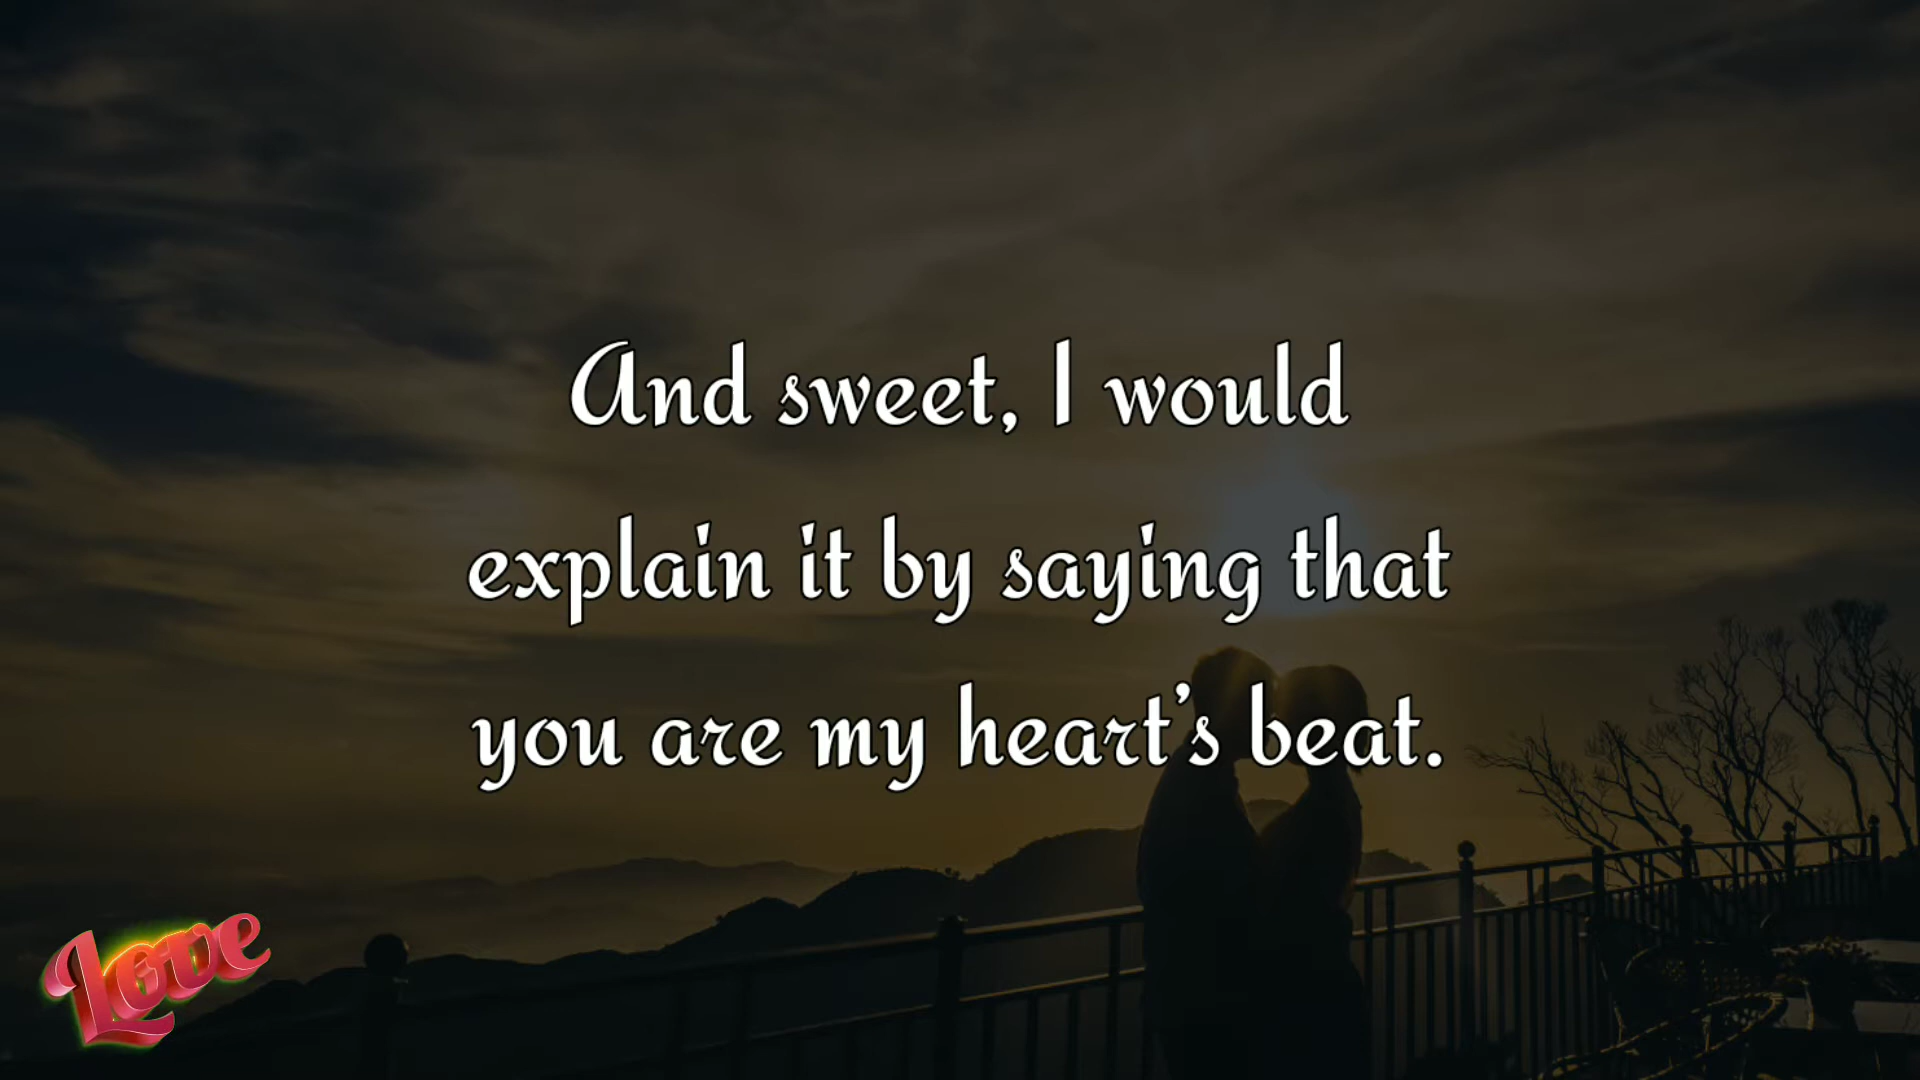 And sweet, I would
explain it by saying that
you are my heart's beat.
Love